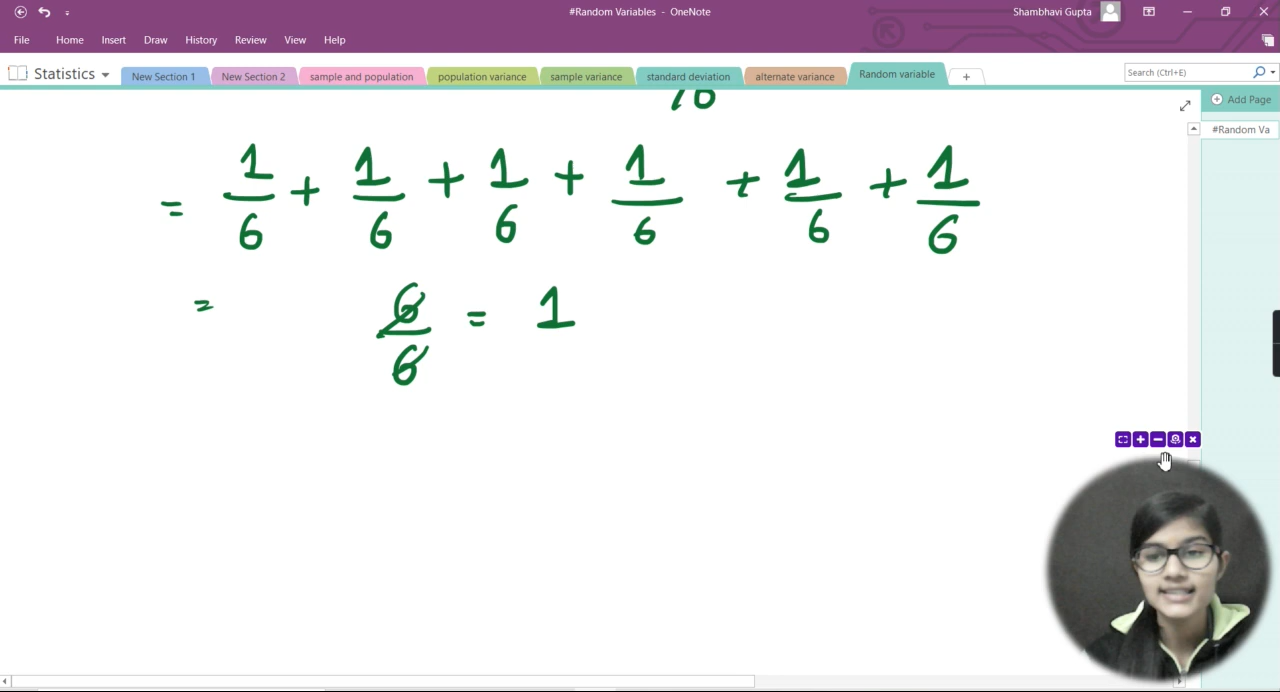 #Random Variables - OneNote
Shambhavi Gupta
File Home Insert Draw History Review View Help
Statistics
New Section 1
New Section 2
sample and population
population variance
sample variance
standard deviation
alternate variance
Random variable
+
Search (Ctrl+E)
Add Page
#Random Va
= 1/6 + 1/6 + 1/6 + 1/6 + 1/6 + 1/6
= 6/6 = 1